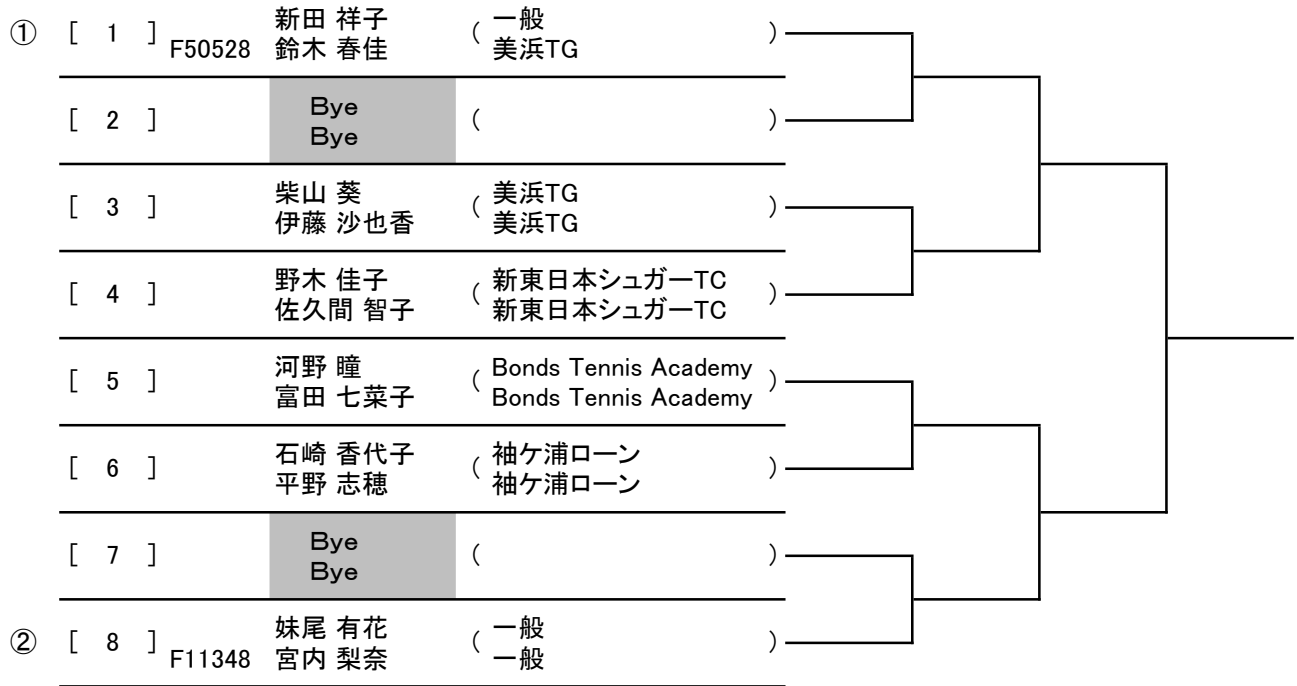 ① [ 1 ] F50528 新田 祥子 ( 一般 )
鈴木 春佳 美浜TG
[ 2 ] Bye ( )
Bye
[ 3 ] 柴山 葵 ( 美浜TG )
伊藤 沙也香 美浜TG
[ 4 ] 野木 佳子 ( 新東日本シュガーTC )
佐久間 智子 新東日本シュガーTC
[ 5 ] 河野 瞳 ( Bonds Tennis Academy )
富田 七菜子 Bonds Tennis Academy
[ 6 ] 石崎 香代子 ( 袖ケ浦ローン )
平野 志穂 袖ケ浦ローン
[ 7 ] Bye ( )
Bye
② [ 8 ] F11348 妹尾 有花 ( 一般 )
宮内 梨奈 一般